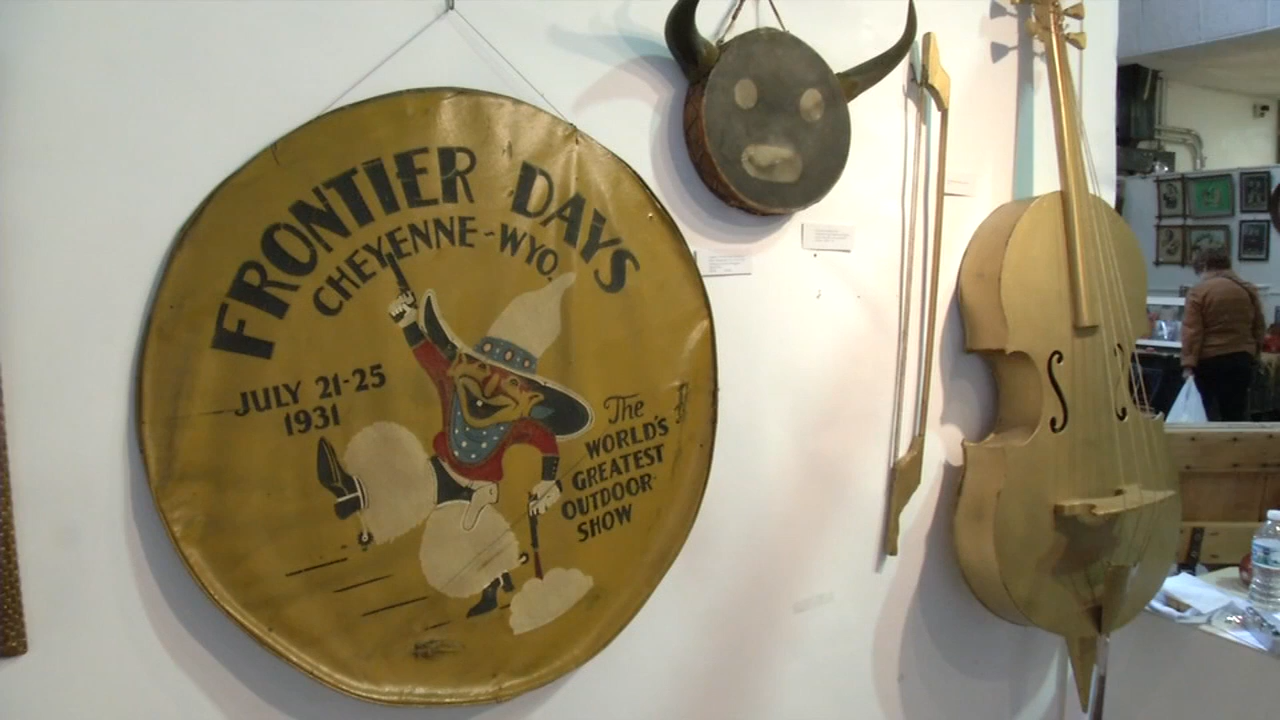 FRONTIER DAYS
CHEYENNE-WYO.
JULY 21-25
1931
The
WORLD'S
GREATEST
OUTDOOR
SHOW